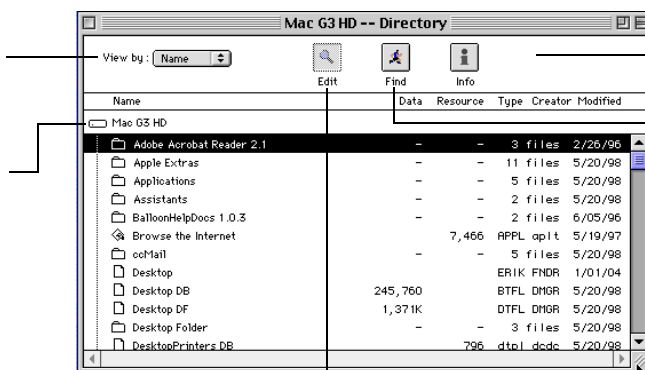 Mac G3 HD -- Directory
View by: Name
Edit Find Info
Name Data Resource Type Creator Modified
Mac G3 HD
Adobe Acrobat Reader 2.1 - - 3 files 2/26/96
Apple Extras - - 11 files 5/20/98
Applications - - 5 files 5/20/98
Assistants - - 2 files 5/20/98
BalloonHelpDocs 1.0.3 - - 2 files 6/05/96
Browse the Internet 7,466 APPL aplt 5/19/97
ccMail - - 5 files 5/20/98
Desktop ERIK FNDR 1/01/04
Desktop DB 245,760 BTFL DMGR 5/20/98
Desktop DF 1,371K DTFL DMGR 5/20/98
Desktop Folder - - 3 files 5/20/98
DesktopPrinters DB 796 dtpl dcdc 5/20/98